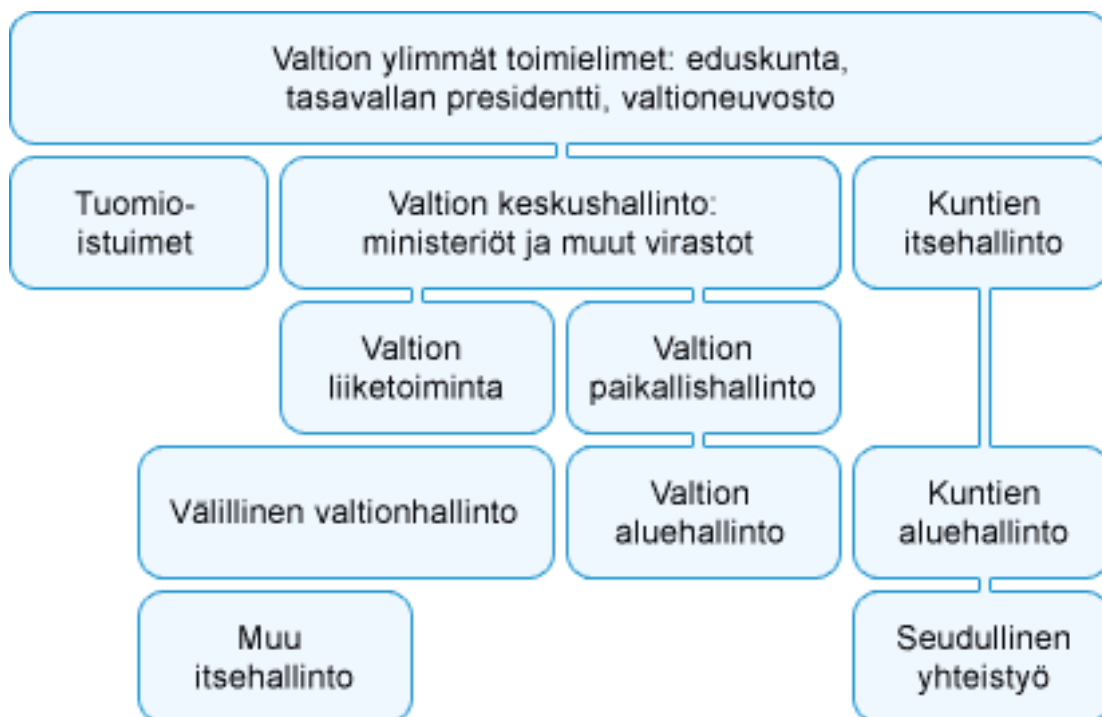 Valtion ylimmät toimielimet: eduskunta,
tasavallan presidentti, valtioneuvosto
Tuomio-
istuimet
Valtion keskushallinto:
ministeriöt ja muut virastot
Kuntien
itsehallinto
Valtion
liiketoiminta
Valtion
paikallishallinto
Välillinen valtionhallinto
Valtion
aluehallinto
Kuntien
aluehallinto
Muu
itsehallinto
Seudullinen
yhteistyö